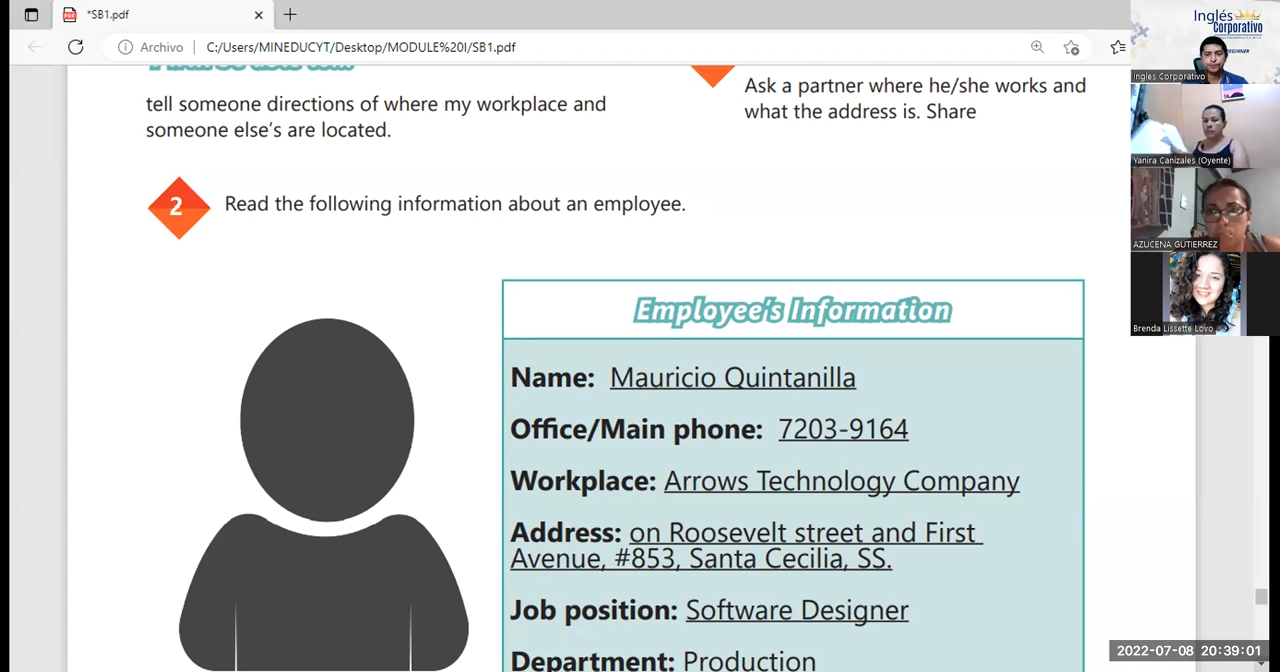 *SB1.pdf
Archivo
C:/Users/MINEDUCYT/Desktop/MODULE%20I/SB1.pdf
tell someone directions of where my workplace and
someone else's are located.
Ask a partner where he/she works and
what the address is. Share
2
Read the following information about an employee.
Employee's Information
Name: Mauricio Quintanilla
Office/Main phone: 7203-9164
Workplace: Arrows Technology Company
Address: on Roosevelt street and First
Avenue, #853, Santa Cecilia, SS.
Job position: Software Designer
Department: Production
Inglés
Corporativo
Ingles Corporativo
Yanira Canizales (Oyente)
AZUCENA GUTIERREZ
Brenda Lissette Lovo
2022-07-08 20:39:01